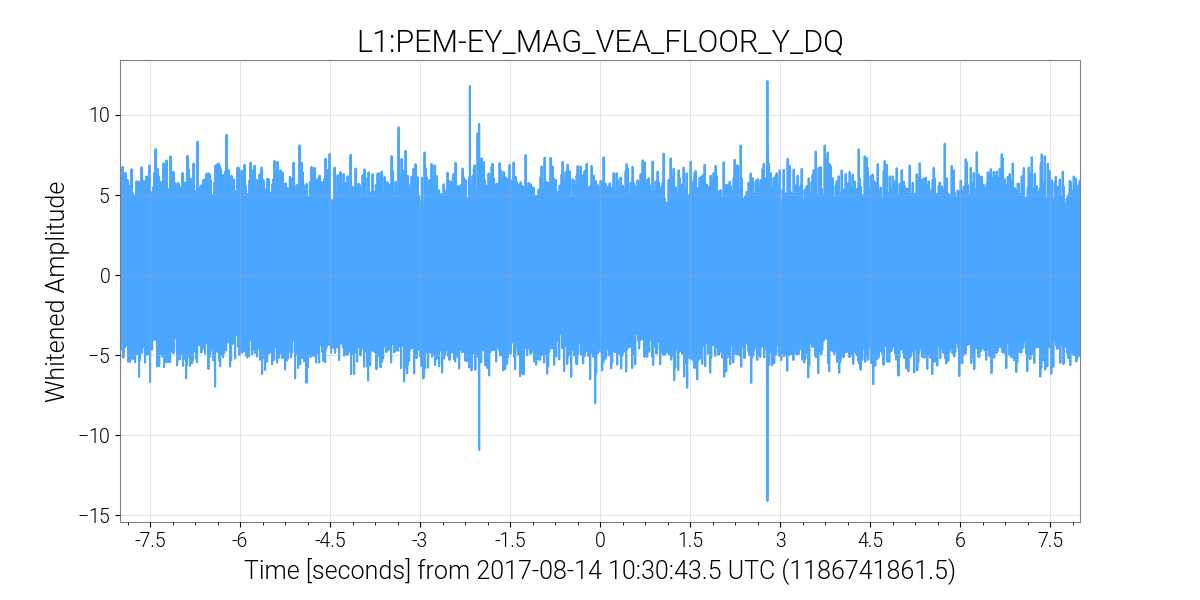 L1:PEM-EY_MAG_VEA_FLOOR_Y_DQ
Whitened Amplitude
10
5
0
−5
−10
−15
-7.5 -6 -4.5 -3 -1.5 0 1.5 3 4.5 6 7.5
Time [seconds] from 2017-08-14 10:30:43.5 UTC (1186741861.5)